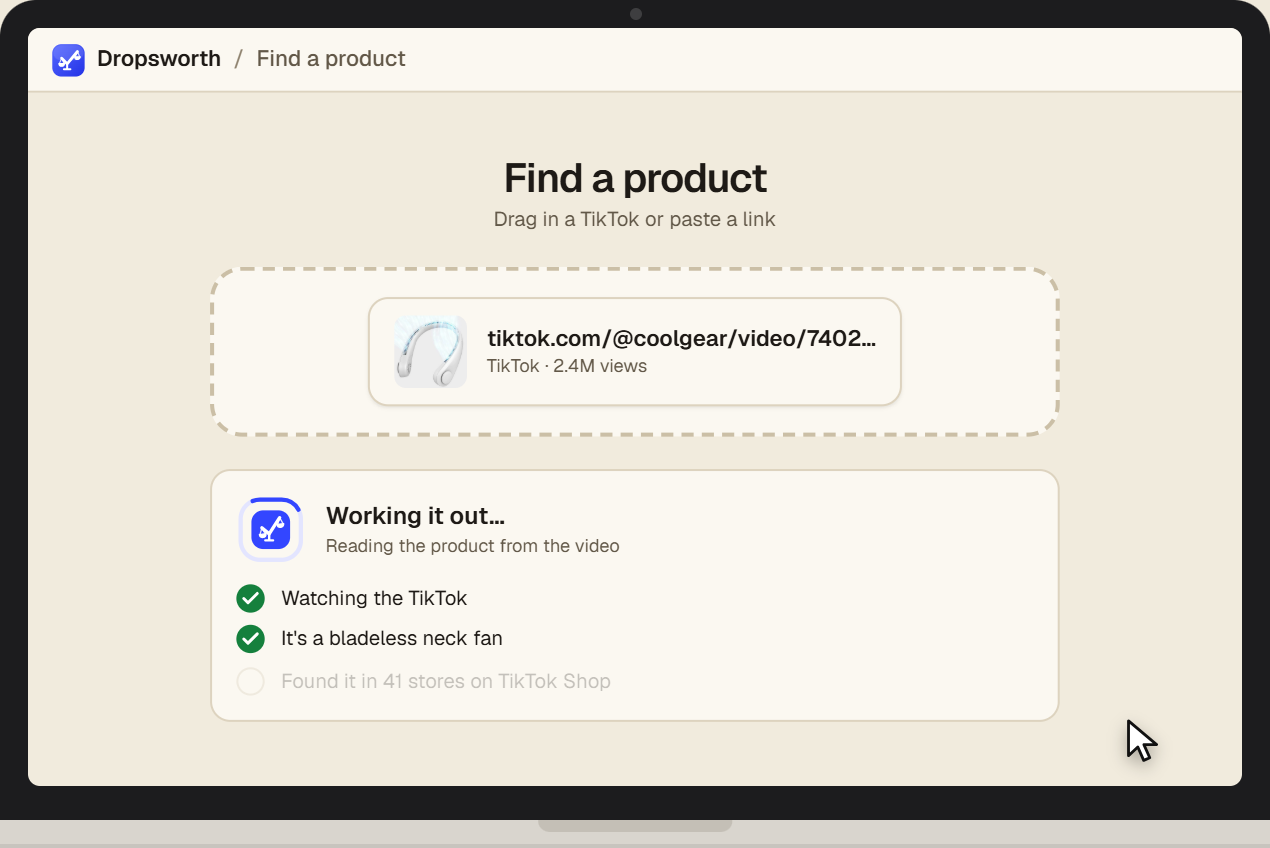 Dropsworth / Find a product
Find a product
Drag in a TikTok or paste a link
tiktok.com/@coolgear/video/7402...
TikTok · 2.4M views
Working it out...
Reading the product from the video
Watching the TikTok
It's a bladeless neck fan
Found it in 41 stores on TikTok Shop